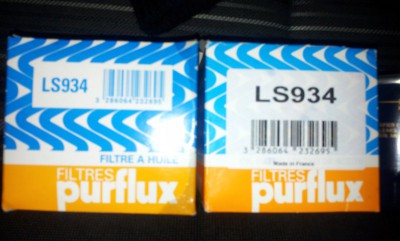 LS934
3 286064 232695
FILTRE A HUILE
FILTRES
purflux
LS934
3 286064 232695
Made in France
FILTRES
purflux